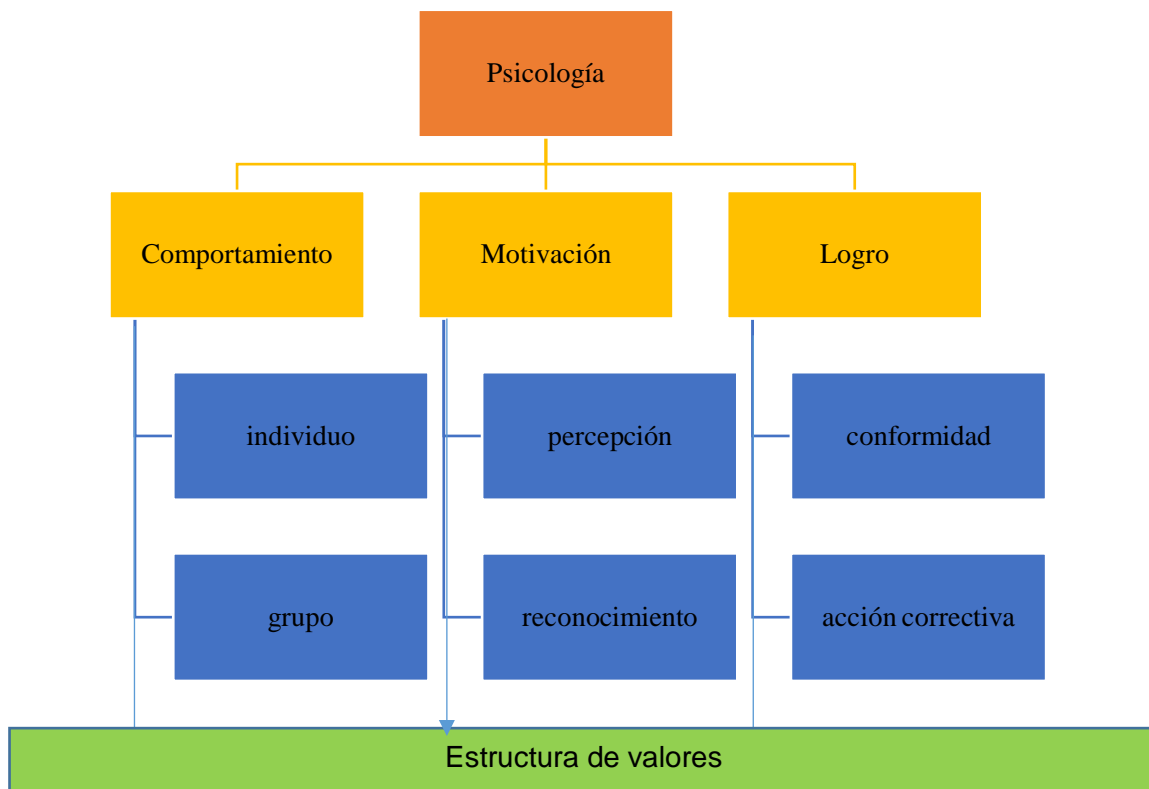 Psicología
Comportamiento
Motivación
Logro
individuo
percepción
conformidad
grupo
reconocimiento
acción correctiva
Estructura de valores